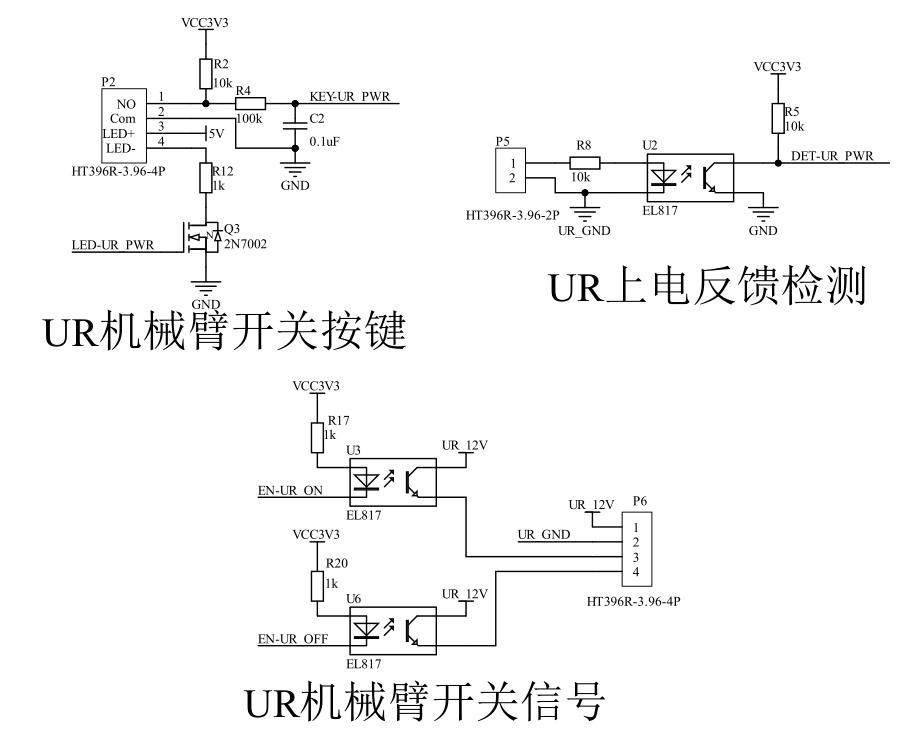 VCC3V3
R2
10k
P2
NO
Com
LED+
LED-
1
2
3
4
HT396R-3.96-4P
R4
100k
KEY-UR_PWR
C2
0.1uF
5V
GND
R12
1k
Q3
2N7002
N
LED-UR_PWR
GND
UR机械臂开关按键
VCC3V3
R5
10k
P5
1
2
HT396R-3.96-2P
R8
10k
U2
EL817
DET-UR_PWR
UR_GND
GND
UR上电反馈检测
VCC3V3
R17
1k
U3
EL817
UR_12V
EN-UR_ON
VCC3V3
R20
1k
U6
EL817
UR_12V
EN-UR_OFF
UR_12V
UR_GND
P6
1
2
3
4
HT396R-3.96-4P
UR机械臂开关信号